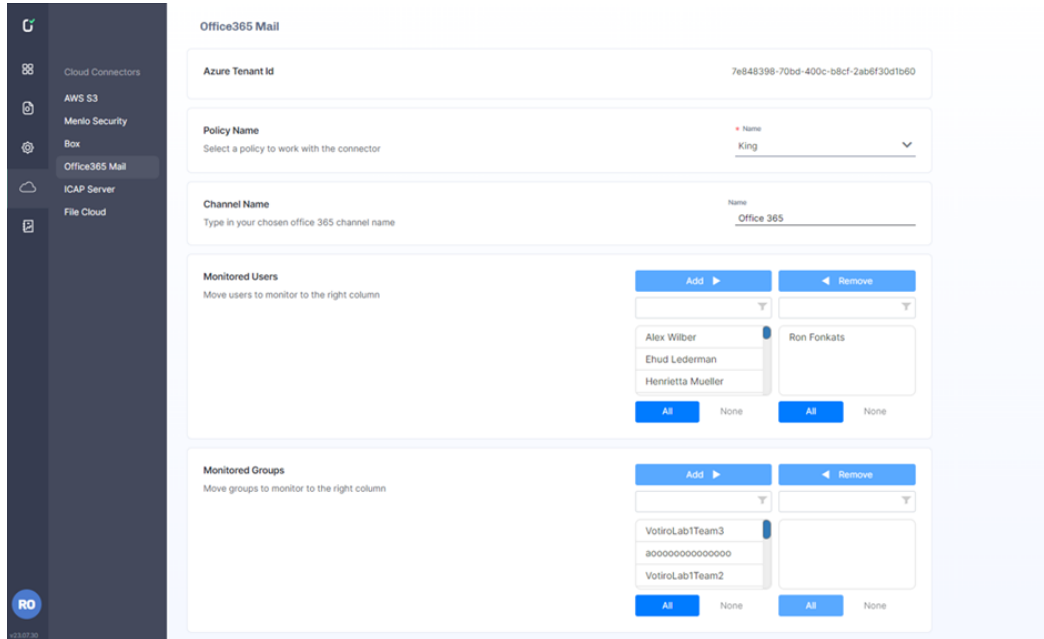 Office365 Mail
Cloud Connectors
AWS S3
Menlo Security
Box
Office365 Mail
ICAP Server
File Cloud
Azure Tenant Id
7e848398-70bd-400c-b8cf-2ab6f30d1b60
Policy Name
Select a policy to work with the connector
* Name
King
Channel Name
Type in your chosen office 365 channel name
Name
Office 365
Monitored Users
Move users to monitor to the right column
Add
Remove
Alex Wilber
Ehud Lederman
Henrietta Mueller
Ron Fonkats
All
None
All
None
Monitored Groups
Move groups to monitor to the right column
Add
Remove
VotiroLab1Team3
aoooooooooooooo
VotiroLab1Team2
All
None
All
None
RO
v23.07.30